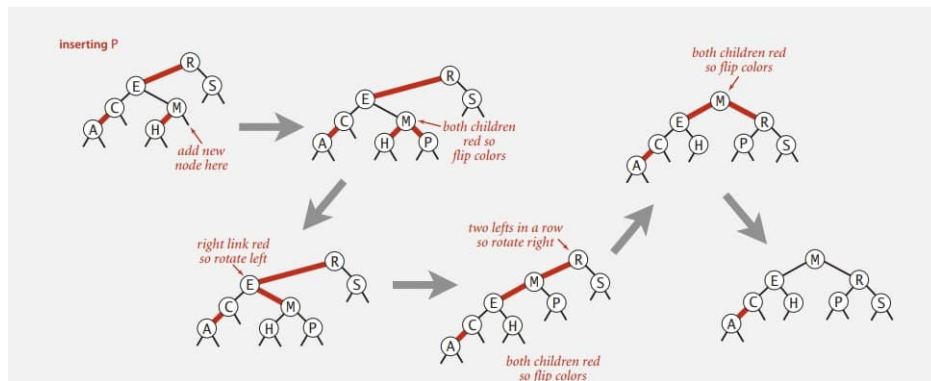 inserting P
R
E
S
C
M
A
H
add new
node here
R
E
S
C
M
A
H
P
both children
red so
flip colors
both children red
so flip colors
M
E
R
C
H
P
S
A
right link red
so rotate left
R
E
S
C
M
A
H
P
two lefts in a row
so rotate right
R
M
S
E
P
C
H
A
both children red
so flip colors
M
E
R
C
H
P
S
A